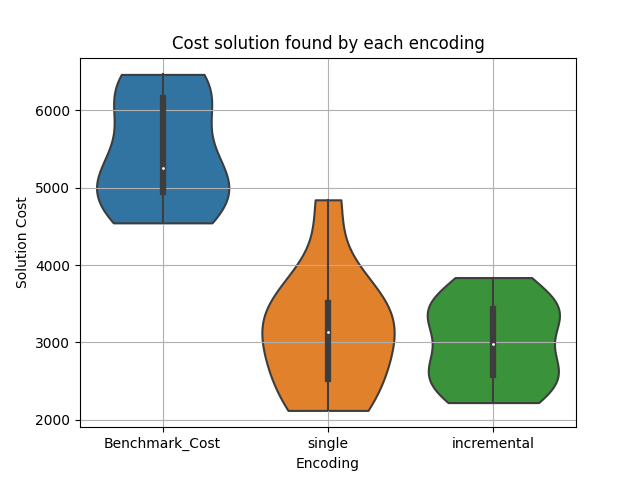 Cost solution found by each encoding
6000
5000
4000
3000
2000
Solution Cost
Benchmark_Cost single incremental
Encoding